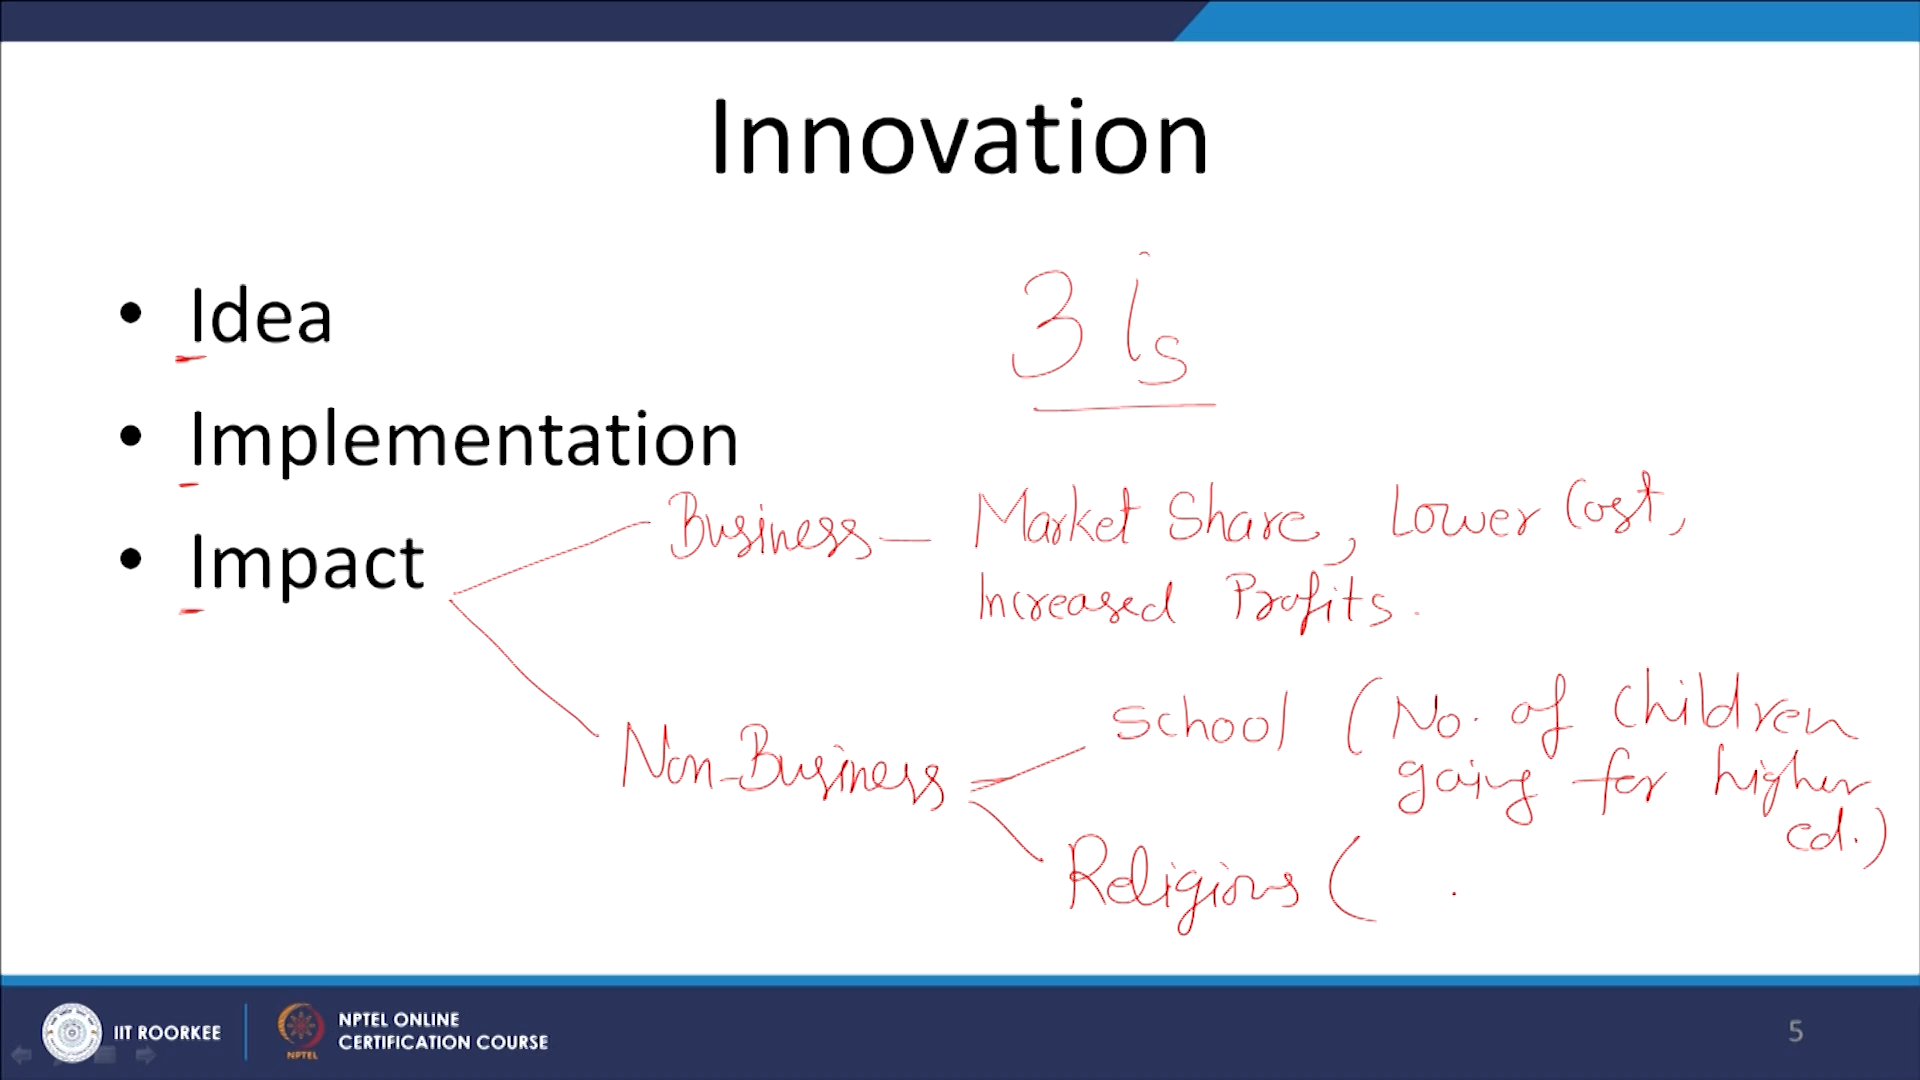 Innovation
• Idea
3 is
• Implementation
Business — Market Share, Lower Cost,
• Impact
Increased Profits.
School (No. of children
Non-Business
going for higher
ed.)
Religious (
IIT ROORKEE
NPTEL ONLINE
CERTIFICATION COURSE
NPTEL
5